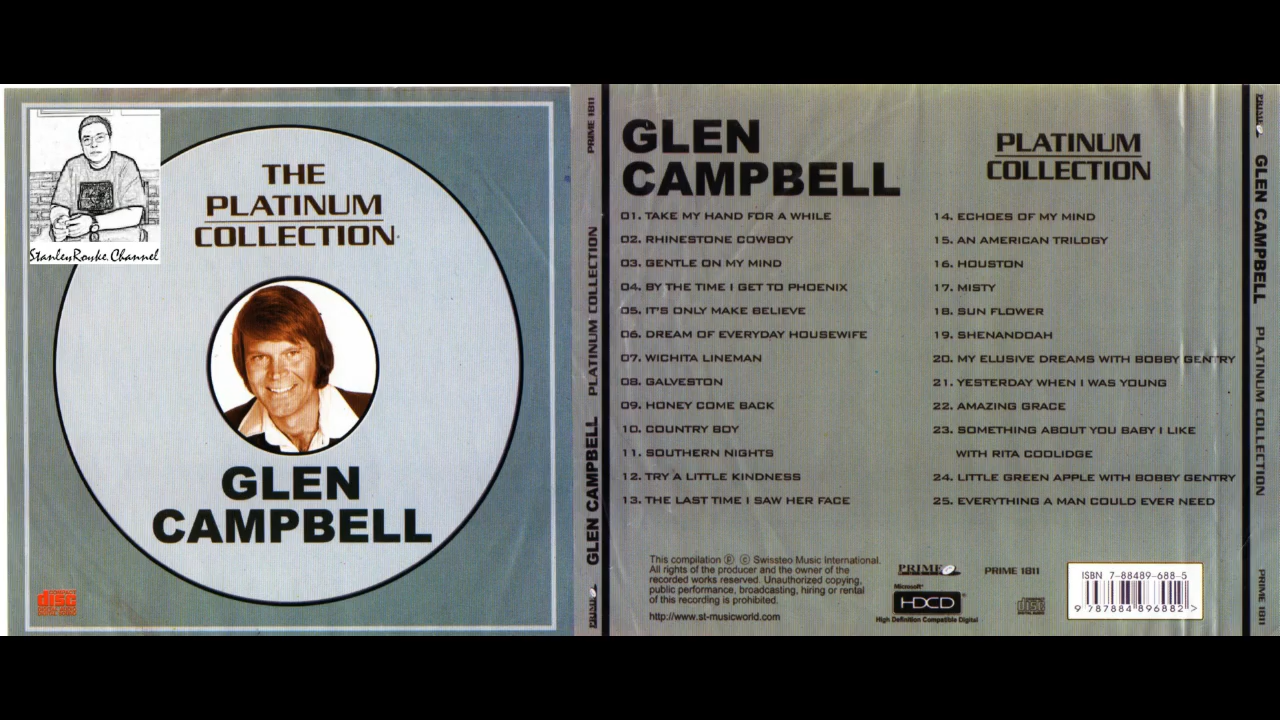 StanleyRoyke.Channel
THE
PLATINUM
COLLECTION
GLEN
CAMPBELL
COMPACT
disc
PRIME 1811
PLATINUM COLLECTION
GLEN CAMPBELL
PRIME
GLEN
CAMPBELL
PLATINUM
COLLECTION
01. TAKE MY HAND FOR A WHILE
02. RHINESTONE COWBOY
03. GENTLE ON MY MIND
04. BY THE TIME I GET TO PHOENIX
05. IT'S ONLY MAKE BELIEVE
06. DREAM OF EVERYDAY HOUSEWIFE
07. WICHITA LINEMAN
08. GALVESTON
09. HONEY COME BACK
10. COUNTRY BOY
11. SOUTHERN NIGHTS
12. TRY A LITTLE KINDNESS
13. THE LAST TIME I SAW HER FACE
14. ECHOES OF MY MIND
15. AN AMERICAN TRILOGY
16. HOUSTON
17. MISTY
18. SUN FLOWER
19. SHENANDOAH
20. MY ELUSIVE DREAMS WITH BOBBY GENTRY
21. YESTERDAY WHEN I WAS YOUNG
22. AMAZING GRACE
23. SOMETHING ABOUT YOU BABY I LIKE
WITH RITA COOLIDGE
24. LITTLE GREEN APPLE WITH BOBBY GENTRY
25. EVERYTHING A MAN COULD EVER NEED
This compilation ℗ © Swissteo Music International.
All rights of the producer and the owner of the
recorded works reserved. Unauthorized copying,
public performance, broadcasting, hiring or rental
of this recording is prohibited.
http://www.st-musicworld.com
PRIME
PRIME 1811
Microsoft
HDCD
High Definition Compatible Digital
disc
ISBN 7-88489-688-5
9 787884 896882 >
PRIME
GLEN CAMPBELL
PLATINUM COLLECTION
PRIME 1811